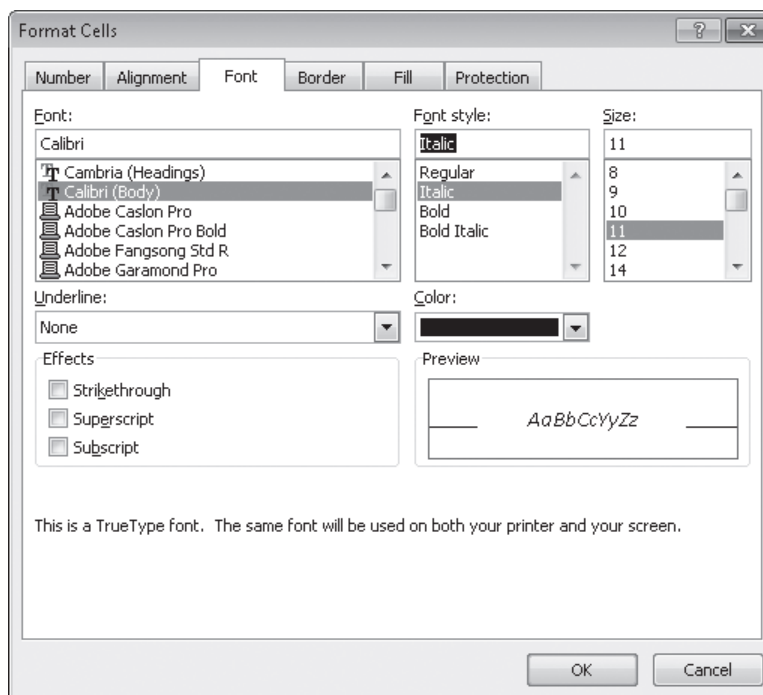 Format Cells
Number Alignment Font Border Fill Protection
Font: Font style: Size:
Calibri Italic 11
Cambria (Headings) Regular 8
Calibri (Body) Italic 9
Adobe Caslon Pro Bold 10
Adobe Caslon Pro Bold Bold Italic 11
Adobe Fangsong Std R 12
Adobe Garamond Pro 14
Underline: Color:
None
Effects Preview
Strikethrough
Superscript AaBbCcYyZz
Subscript
This is a TrueType font. The same font will be used on both your printer and your screen.
OK Cancel